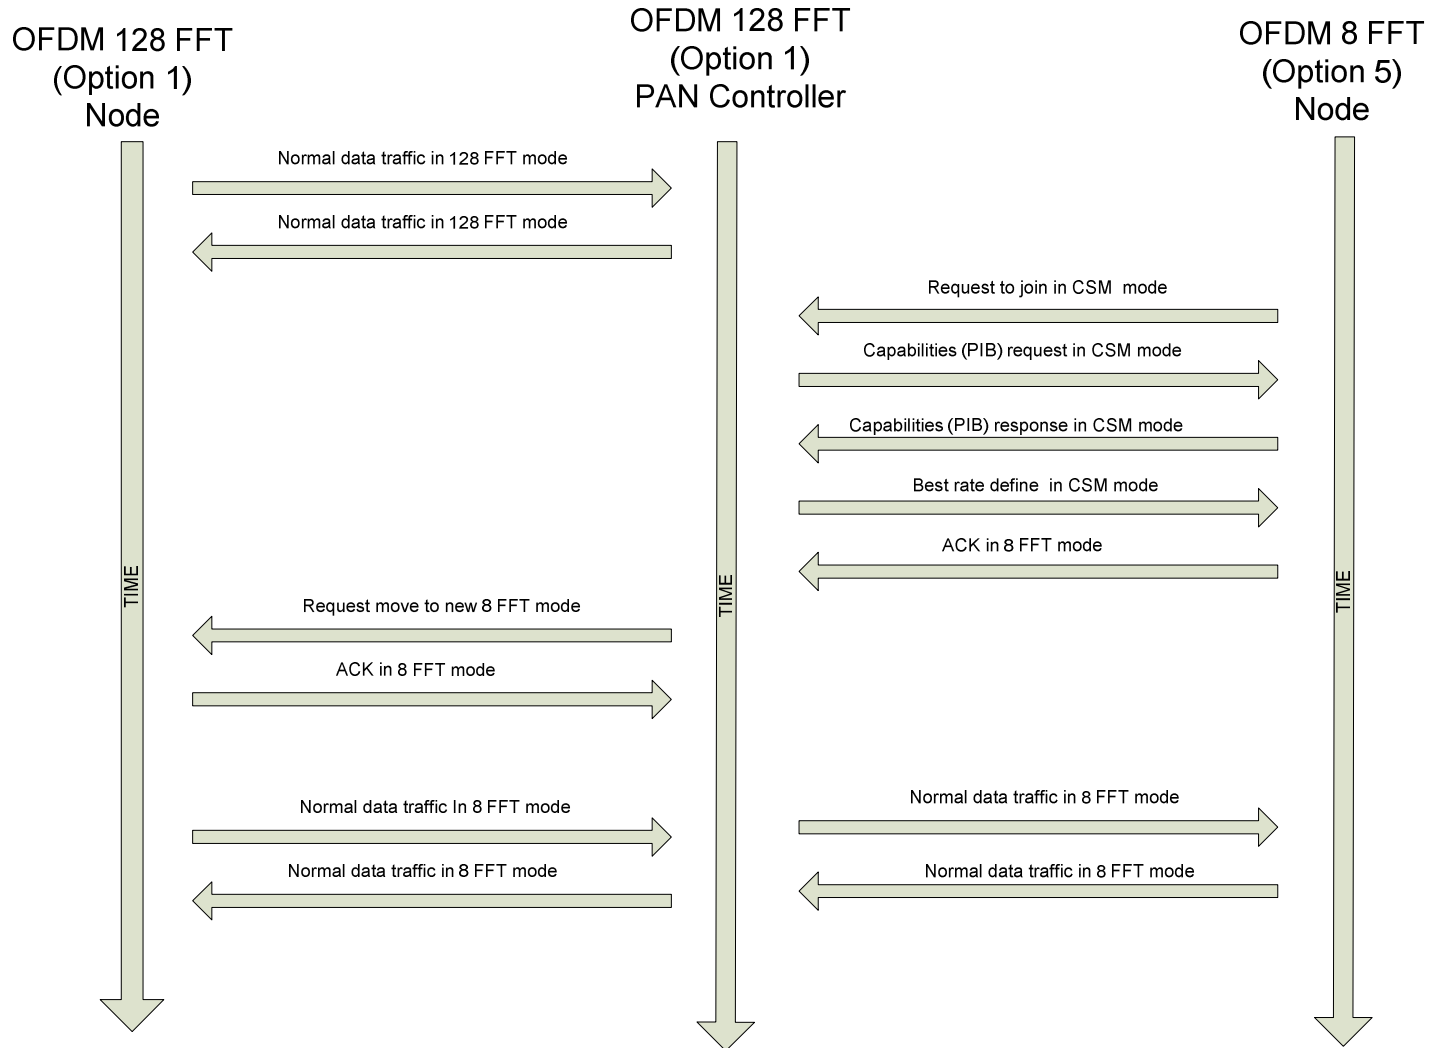 OFDM 128 FFT
(Option 1)
Node
OFDM 128 FFT
(Option 1)
PAN Controller
OFDM 8 FFT
(Option 5)
Node
Normal data traffic in 128 FFT mode
Normal data traffic in 128 FFT mode
Request to join in CSM mode
Capabilities (PIB) request in CSM mode
Capabilities (PIB) response in CSM mode
Best rate define in CSM mode
ACK in 8 FFT mode
TIME
TIME
TIME
Request move to new 8 FFT mode
ACK in 8 FFT mode
Normal data traffic In 8 FFT mode
Normal data traffic in 8 FFT mode
Normal data traffic in 8 FFT mode
Normal data traffic in 8 FFT mode